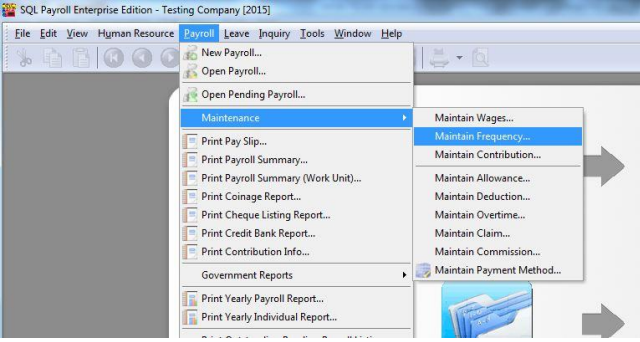 SQL Payroll Enterprise Edition - Testing Company [2015]
File Edit View Human Resource Payroll Leave Inquiry Tools Window Help
New Payroll...
Open Payroll...
Open Pending Payroll...
Maintenance
Print Pay Slip...
Print Payroll Summary...
Print Payroll Summary (Work Unit)...
Print Coinage Report...
Print Cheque Listing Report...
Print Credit Bank Report...
Print Contribution Info...
Government Reports
Print Yearly Payroll Report...
Print Yearly Individual Report...
Maintain Wages...
Maintain Frequency...
Maintain Contribution...
Maintain Allowance...
Maintain Deduction...
Maintain Overtime...
Maintain Claim...
Maintain Commission...
Maintain Payment Method...